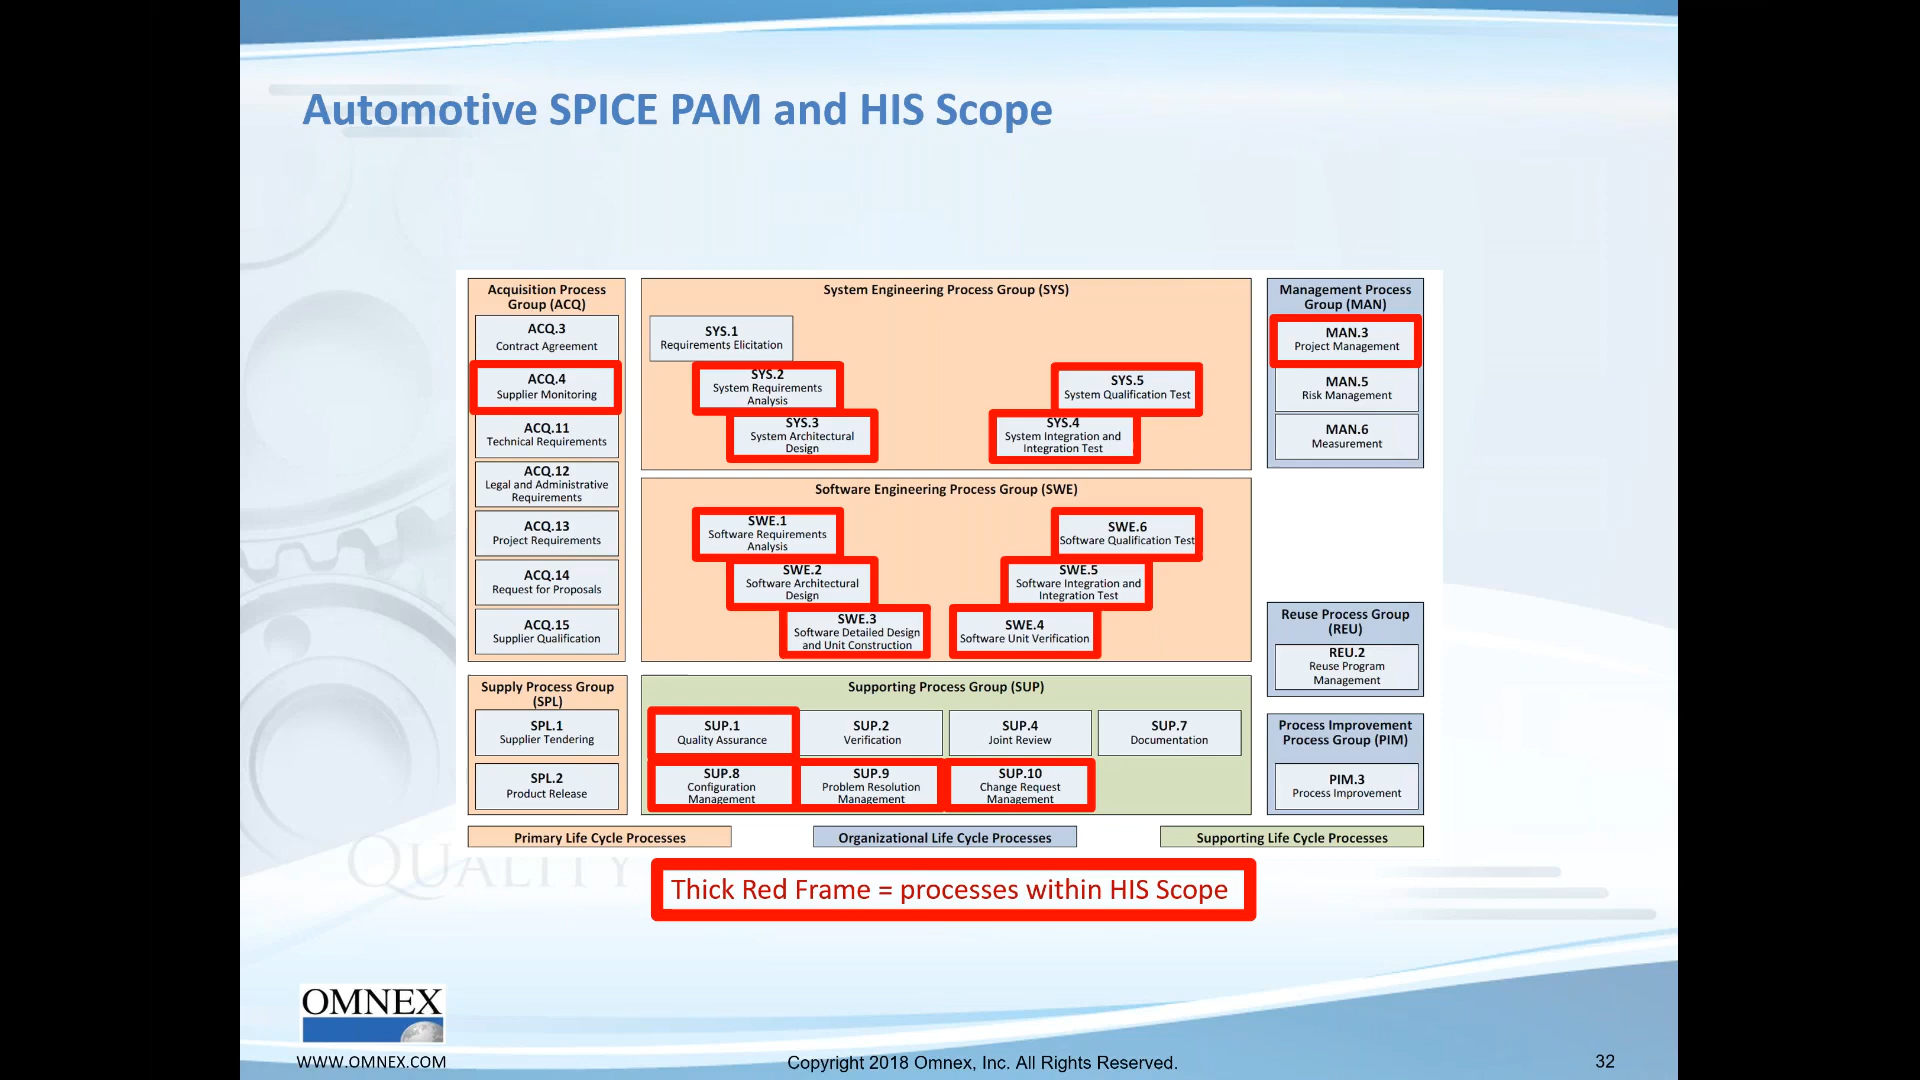 Automotive SPICE PAM and HIS Scope
Acquisition Process
Group (ACQ)
ACQ.3
Contract Agreement
ACQ.4
Supplier Monitoring
ACQ.11
Technical Requirements
ACQ.12
Legal and Administrative
Requirements
ACQ.13
Project Requirements
ACQ.14
Request for Proposals
ACQ.15
Supplier Qualification
System Engineering Process Group (SYS)
SYS.1
Requirements Elicitation
SYS.2
System Requirements
Analysis
SYS.3
System Architectural
Design
SYS.5
System Qualification Test
SYS.4
System Integration and
Integration Test
Management Process
Group (MAN)
MAN.3
Project Management
MAN.5
Risk Management
MAN.6
Measurement
Software Engineering Process Group (SWE)
SWE.1
Software Requirements
Analysis
SWE.2
Software Architectural
Design
SWE.3
Software Detailed Design
and Unit Construction
SWE.6
Software Qualification Test
SWE.5
Software Integration and
Integration Test
SWE.4
Software Unit Verification
Reuse Process Group
(REU)
REU.2
Reuse Program
Management
Supply Process Group
(SPL)
SPL.1
Supplier Tendering
SPL.2
Product Release
Supporting Process Group (SUP)
SUP.1
Quality Assurance
SUP.2
Verification
SUP.4
Joint Review
SUP.7
Documentation
SUP.8
Configuration
Management
SUP.9
Problem Resolution
Management
SUP.10
Change Request
Management
Process Improvement
Process Group (PIM)
PIM.3
Process Improvement
Primary Life Cycle Processes
Organizational Life Cycle Processes
Supporting Life Cycle Processes
QUALITY
Thick Red Frame = processes within HIS Scope
OMNEX
WWW.OMNEX.COM
Copyright 2018 Omnex, Inc. All Rights Reserved.
32